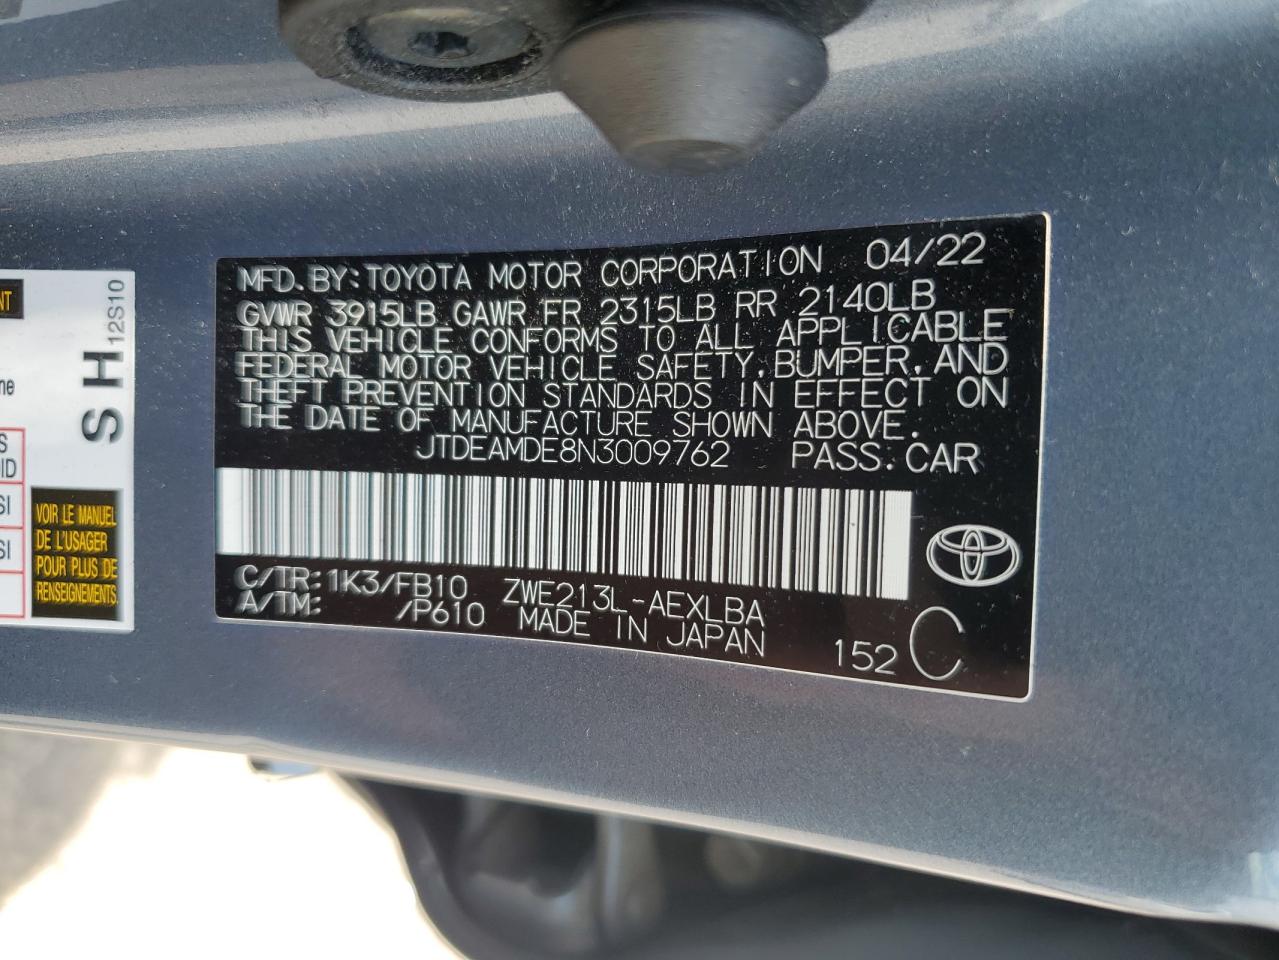 MFD.BY:TOYOTA MOTOR CORPORATION 04/22
GVWR 3915LB GAWR FR 2315LB RR 2140LB
THIS VEHICLE CONFORMS TO ALL APPLICABLE
FEDERAL MOTOR VEHICLE SAFETY,BUMPER,AND
THEFT PREVENTION STANDARDS IN EFFECT ON
THE DATE OF MANUFACTURE SHOWN ABOVE.
JTDEAMDE8N3009762 PASS.CAR
C/TR:1K3/FB10 ZWE213L-AEXLBA
A/TM: /P610 MADE IN JAPAN 152 C
SH
12S10
VOIR LE MANUEL
DE L'USAGER
POUR PLUS DE
RENSEIGNEMENTS.